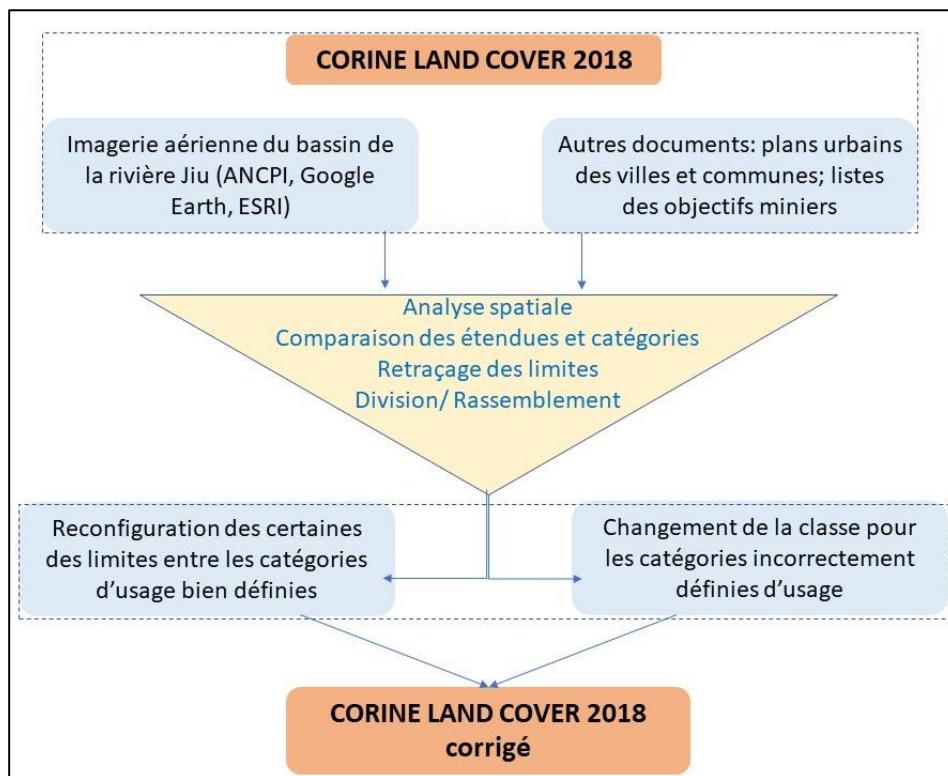 CORINE LAND COVER 2018
Imagerie aérienne du bassin de
la rivière Jiu (ANCPI, Google
Earth, ESRI)
Autres documents: plans urbains
des villes et communes; listes
des objectifs miniers
Analyse spatiale
Comparaison des étendues et catégories
Retraçage des limites
Division/ Rassemblement
Reconfiguration des certaines
des limites entre les catégories
d'usage bien définies
Changement de la classe pour
les catégories incorrectement
définies d'usage
CORINE LAND COVER 2018
corrigé